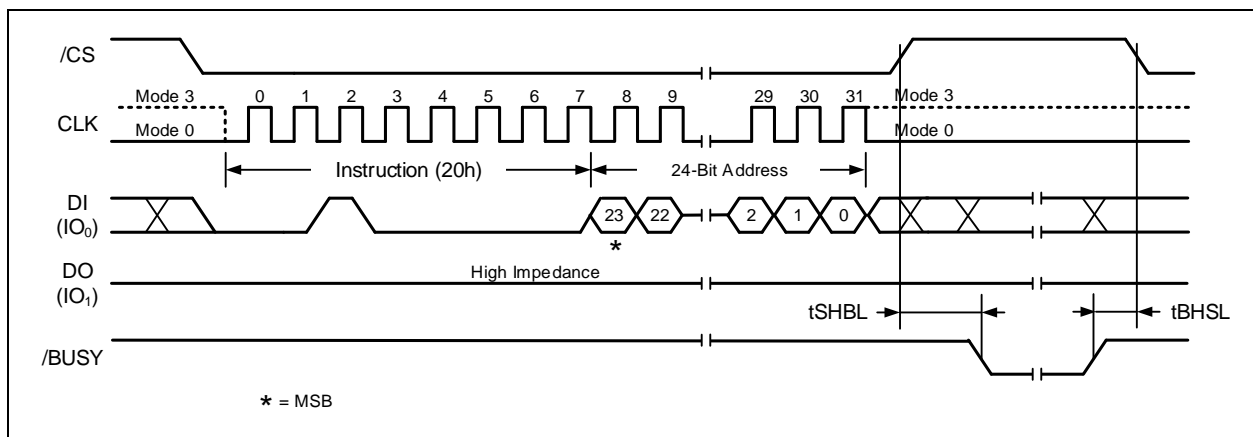 /CS
Mode 3 0 1 2 3 4 5 6 7 8 9 29 30 31 Mode 3
CLK
Mode 0 Mode 0
Instruction (20h) 24-Bit Address
DI
(IO₀)
23 22 2 1 0
*
DO
(IO₁)
High Impedance
tSHBL tBHSL
/BUSY
* = MSB